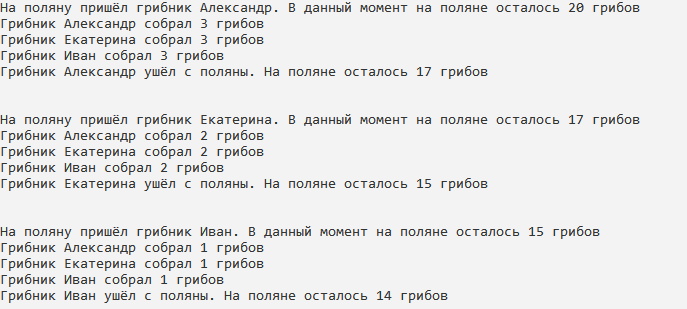 На поляну пришёл грибник Александр. В данный момент на поляне осталось 20 грибов
Грибник Александр собрал 3 грибов
Грибник Екатерина собрал 3 грибов
Грибник Иван собрал 3 грибов
Грибник Александр ушёл с поляны. На поляне осталось 17 грибов
На поляну пришёл грибник Екатерина. В данный момент на поляне осталось 17 грибов
Грибник Александр собрал 2 грибов
Грибник Екатерина собрал 2 грибов
Грибник Иван собрал 2 грибов
Грибник Екатерина ушёл с поляны. На поляне осталось 15 грибов
На поляну пришёл грибник Иван. В данный момент на поляне осталось 15 грибов
Грибник Александр собрал 1 грибов
Грибник Екатерина собрал 1 грибов
Грибник Иван собрал 1 грибов
Грибник Иван ушёл с поляны. На поляне осталось 14 грибов